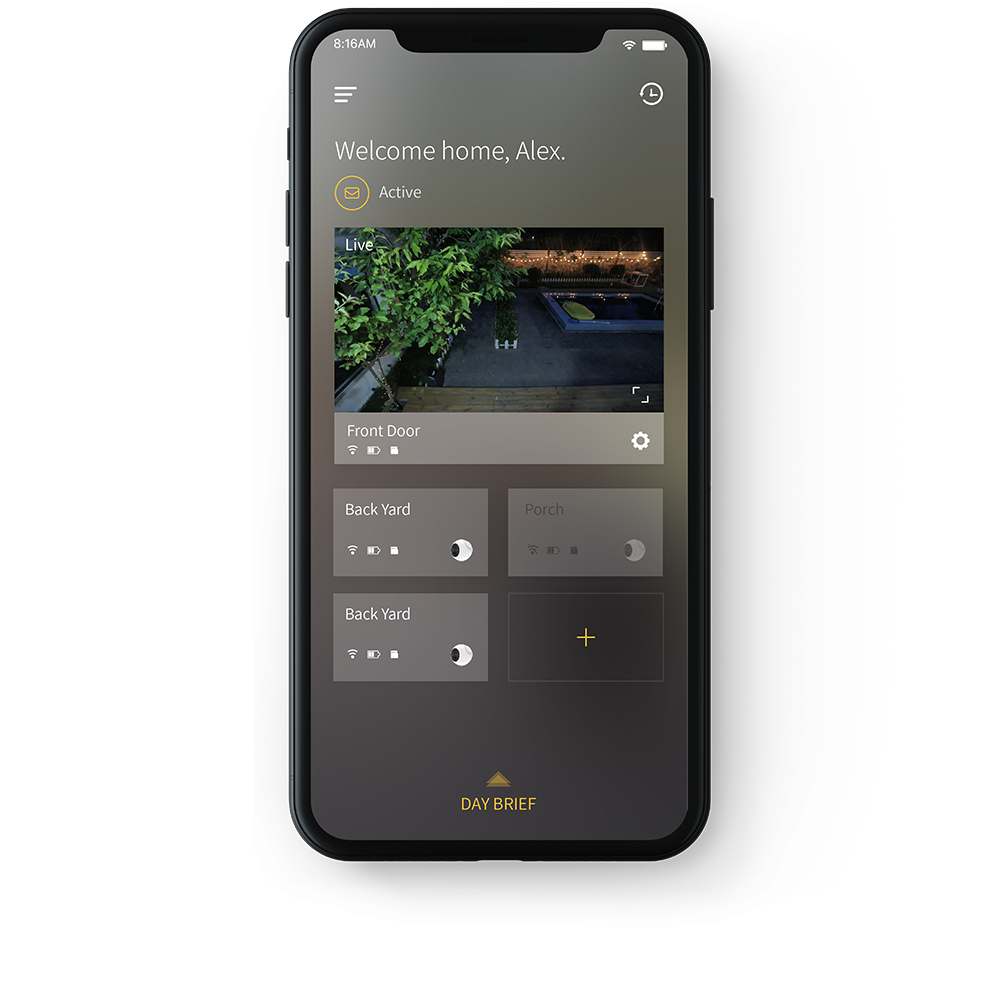 8:16AM
Welcome home, Alex.
Active
Live
Front Door
Back Yard
Porch
Back Yard
DAY BRIEF